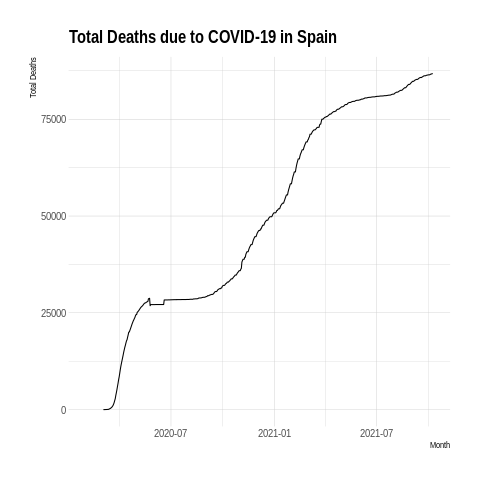 Total Deaths due to COVID-19 in Spain
Total Deaths
75000
50000
25000
0
2020-07
2021-01
2021-07
Month